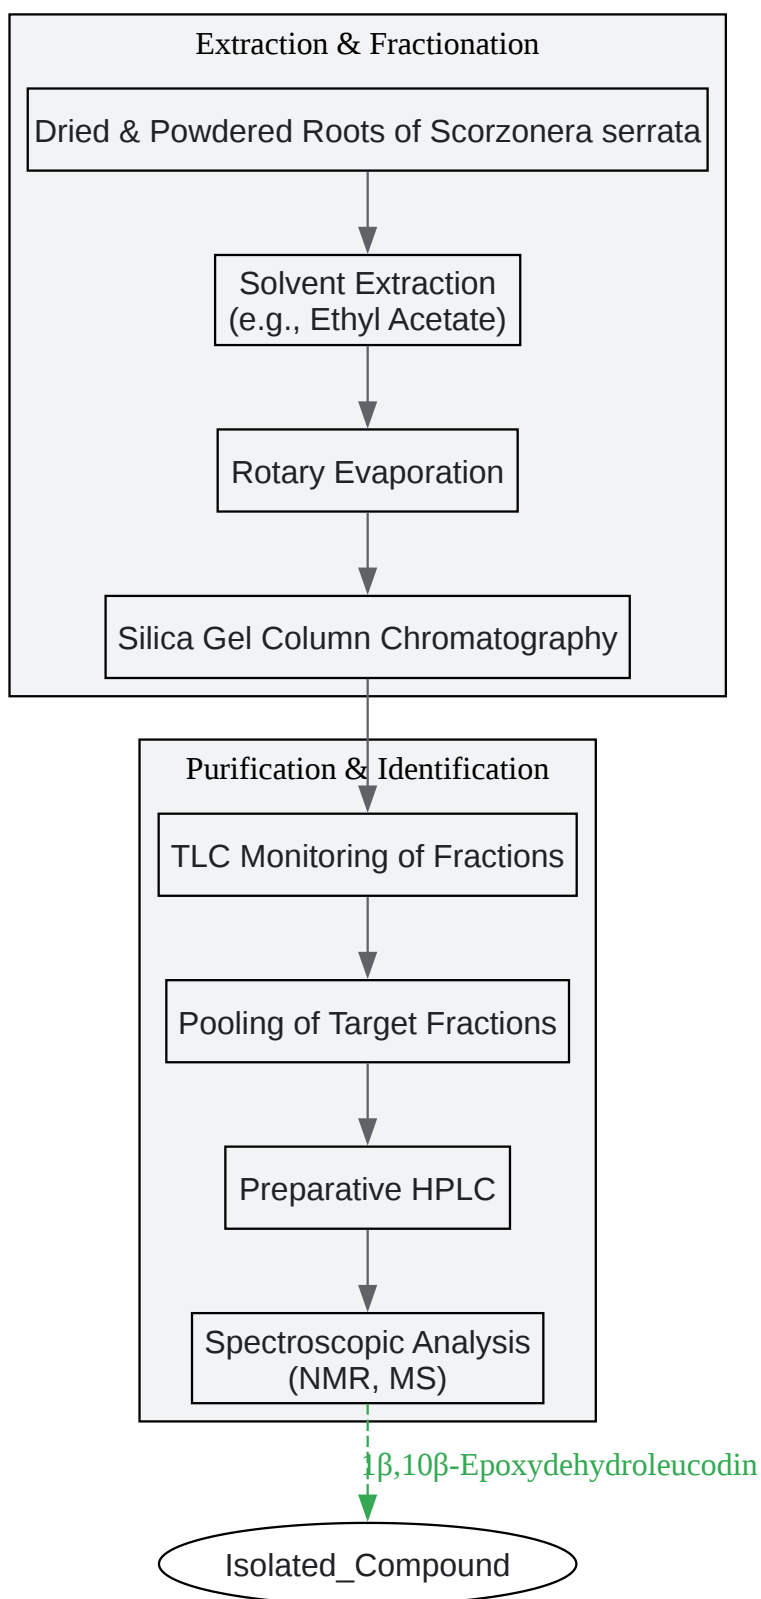 Extraction & Fractionation
Dried & Powdered Roots of Scorzonera serrata
Solvent Extraction
(e.g., Ethyl Acetate)
Rotary Evaporation
Silica Gel Column Chromatography
Purification & Identification
TLC Monitoring of Fractions
Pooling of Target Fractions
Preparative HPLC
Spectroscopic Analysis
(NMR, MS)
1β,10β-Epoxydehydroleucodin
Isolated_Compound